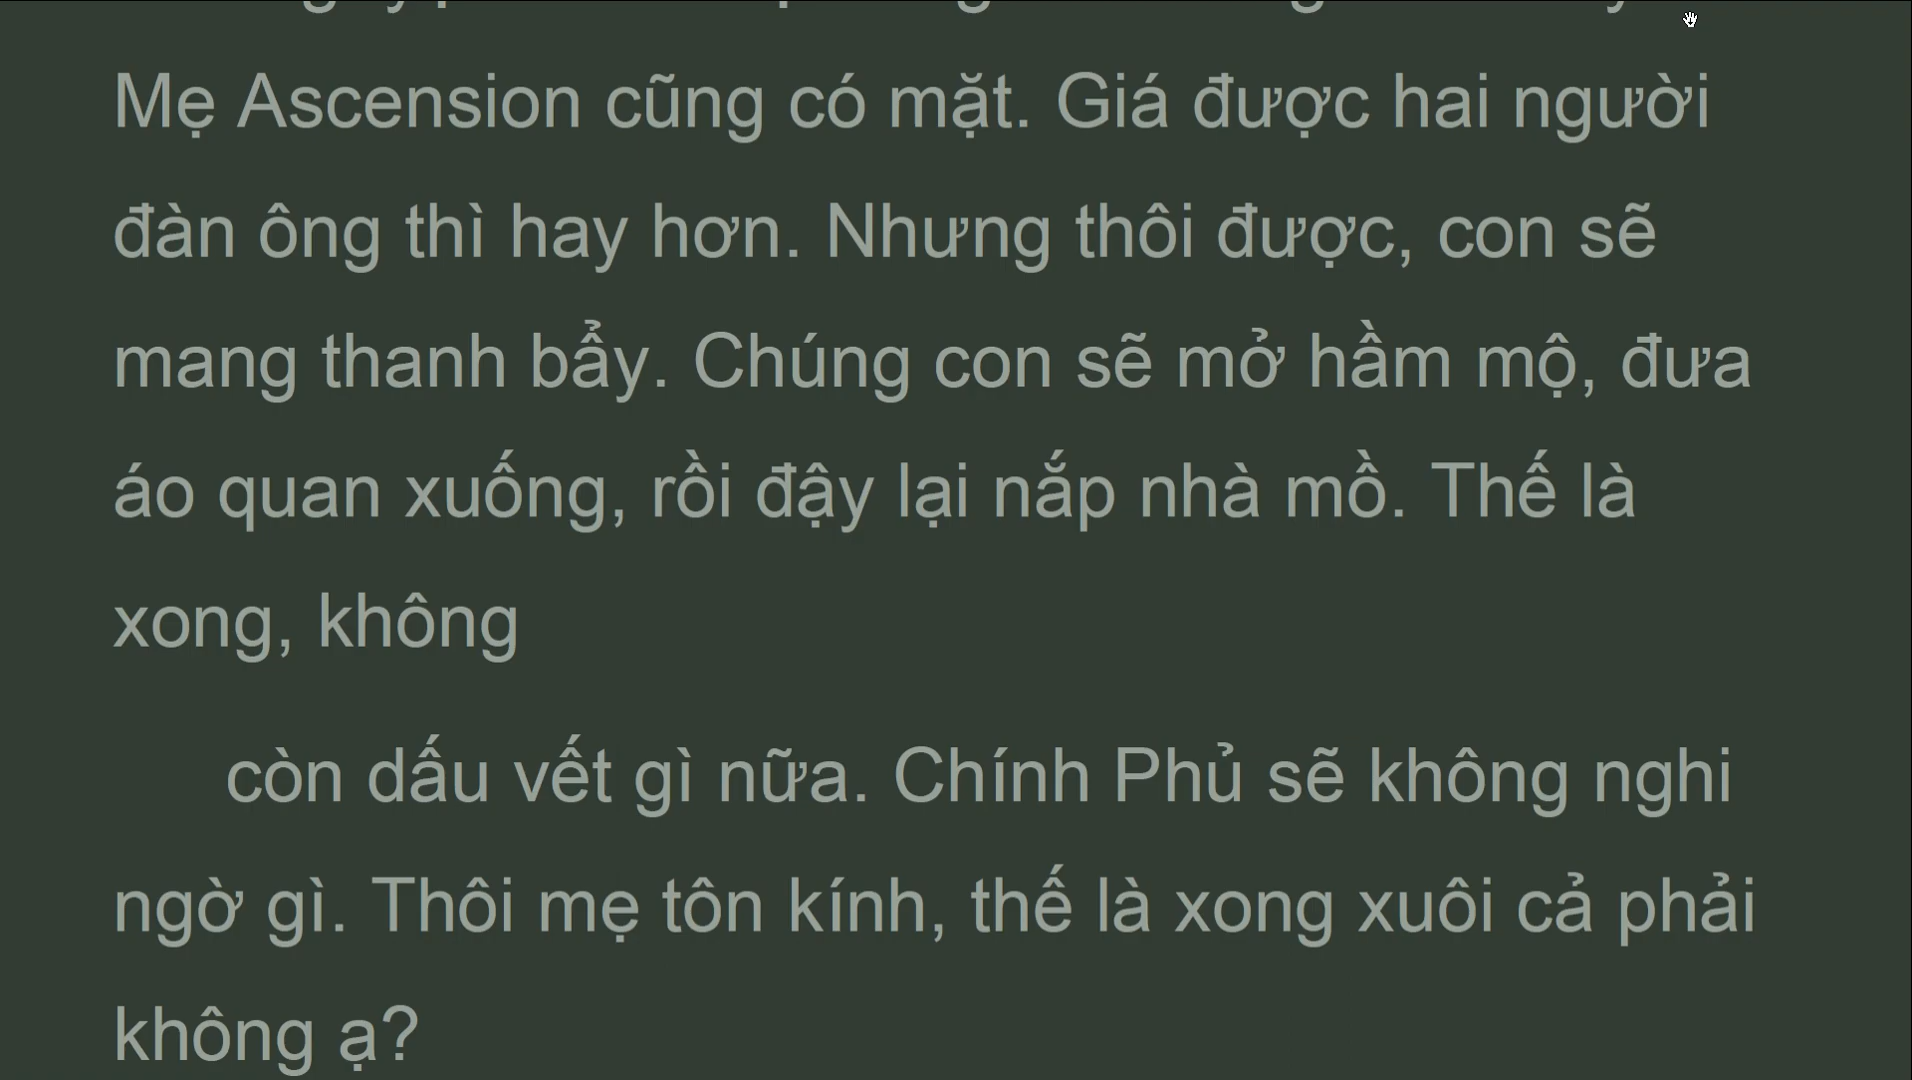 Mẹ Ascension cũng có mặt. Giá được hai người
đàn ông thì hay hơn. Nhưng thôi được, con sẽ
mang thanh bẩy. Chúng con sẽ mở hầm mộ, đưa
áo quan xuống, rồi đậy lại nắp nhà mồ. Thế là
xong, không
còn dấu vết gì nữa. Chính Phủ sẽ không nghi
ngờ gì. Thôi mẹ tôn kính, thế là xong xuôi cả phải
không ạ?